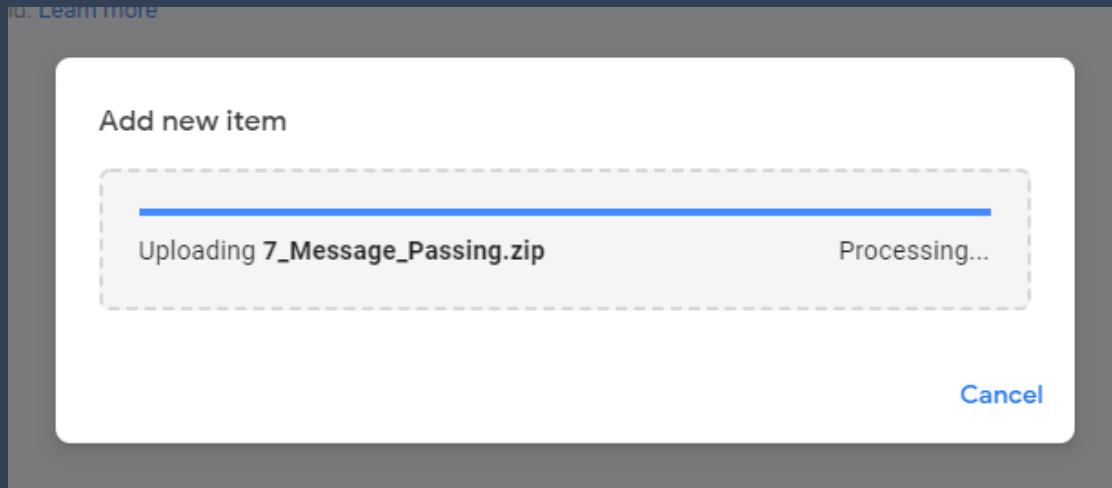 Learn more
Add new item
Uploading 7_Message_Passing.zip
Processing...
Cancel